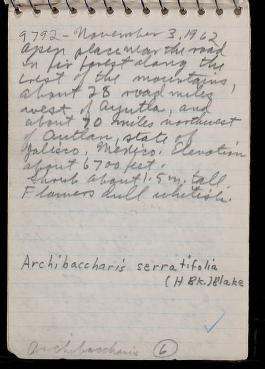 9792 - November 3, 1962
Open place near the road
in fir forest along the
crest of the mountains,
about 28 road miles
west of Ayutla, and
about 20 miles northwest
of Autlan, state of
Jalisco, Mexico. Elevation
about 6700 feet.
Shrub about 1.5 m. tall
Flowers dull whitish.
Archibaccharis serratifolia
(HBK.) Blake
Archibaccharis 6